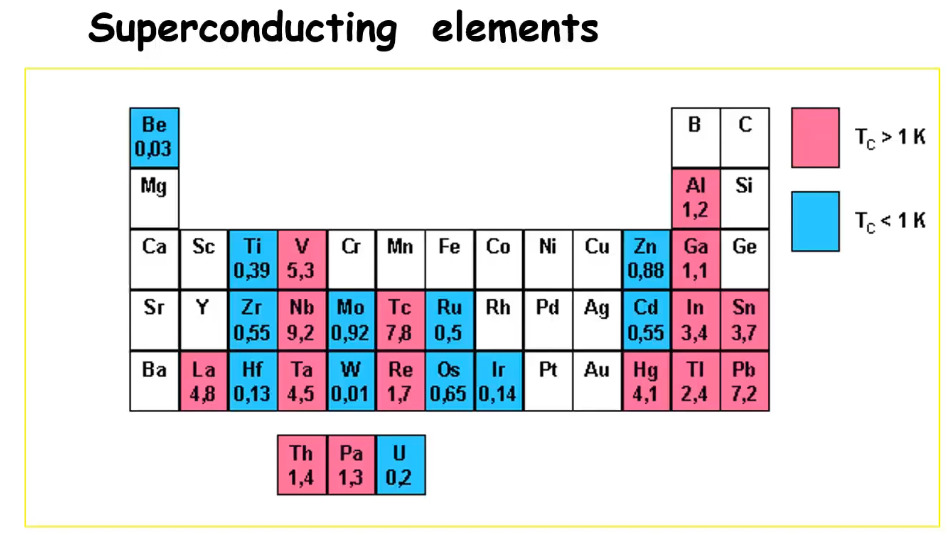 Superconducting elements
Be B C
0,03
Tc > 1 K
Mg Al Si
1,2
Tc < 1 K
Ca Sc Ti V Cr Mn Fe Co Ni Cu Zn Ga Ge
0,39 5,3 0,88 1,1
Sr Y Zr Nb Mo Tc Ru Rh Pd Ag Cd In Sn
0,55 9,2 0,92 7,8 0,5 0,55 3,4 3,7
Ba La Hf Ta W Re Os Ir Pt Au Hg Tl Pb
4,8 0,13 4,5 0,01 1,7 0,65 0,14 4,1 2,4 7,2
Th Pa U
1,4 1,3 0,2